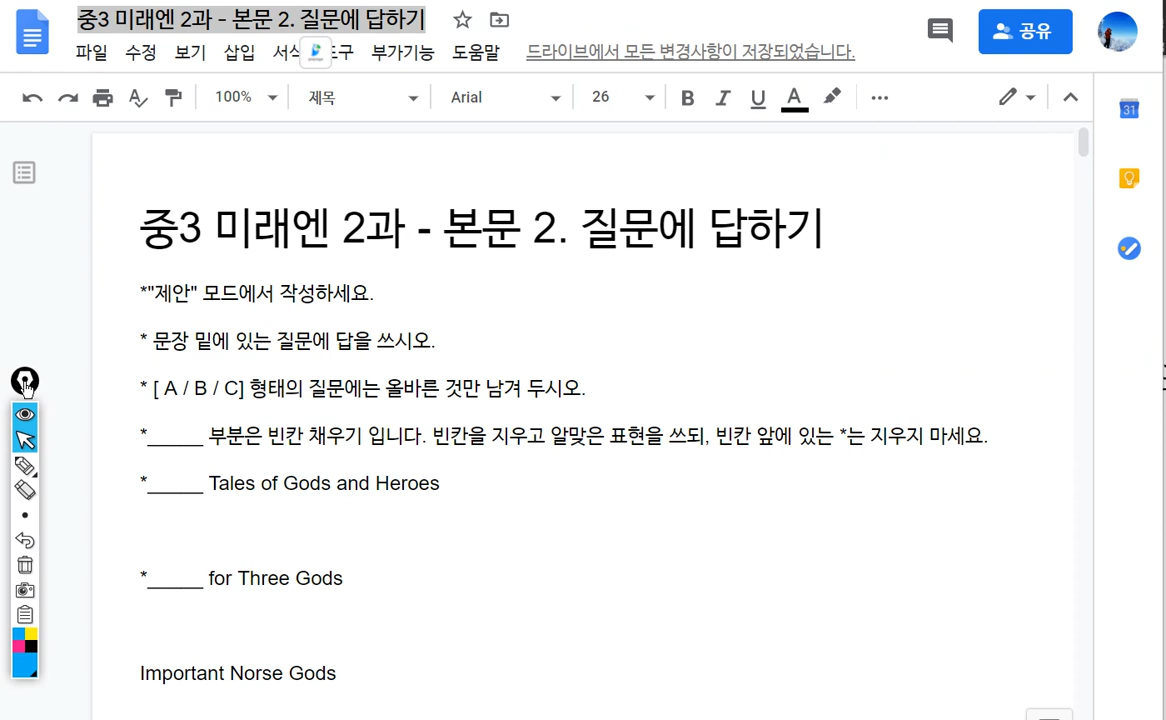 중3 미래엔 2과 - 본문 2. 질문에 답하기
파일 수정 보기 삽입 서식 도구 부가기능 도움말 드라이브에서 모든 변경사항이 저장되었습니다.
공유
100% 제목 Arial 26 B I U A
31
중3 미래엔 2과 - 본문 2. 질문에 답하기
*"제안" 모드에서 작성하세요.
* 문장 밑에 있는 질문에 답을 쓰시오.
* [ A / B / C] 형태의 질문에는 올바른 것만 남겨 두시오.
*_____ 부분은 빈칸 채우기 입니다. 빈칸을 지우고 알맞은 표현을 쓰되, 빈칸 앞에 있는 *는 지우지 마세요.
*_____ Tales of Gods and Heroes
*_____ for Three Gods
Important Norse Gods